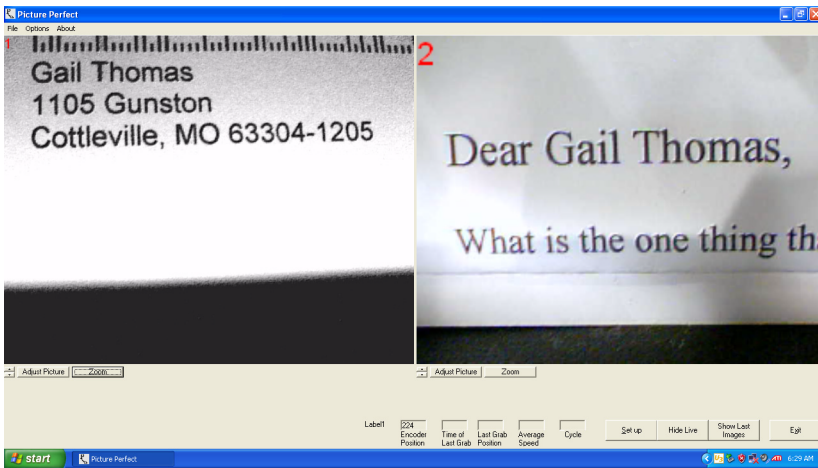 Picture Perfect
File Options About
1
Gail Thomas
1105 Gunston
Cottleville, MO 63304-1205
2
Dear Gail Thomas,
What is the one thing tha
Adjust Picture Zoom
Adjust Picture Zoom
Label1
224
Encoder Position
Time of Last Grab
Last Grab Position
Average Speed
Cycle
Set up
Hide Live
Show Last Images
Exit
start
Picture Perfect
6:29 AM